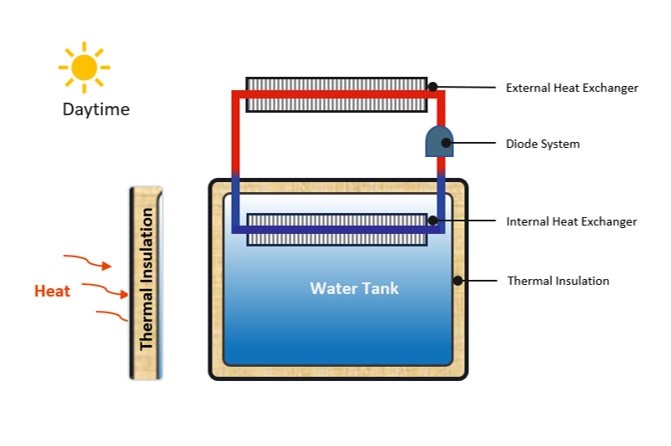 Daytime
External Heat Exchanger
Diode System
Internal Heat Exchanger
Thermal Insulation
Water Tank
Heat
Thermal Insulation